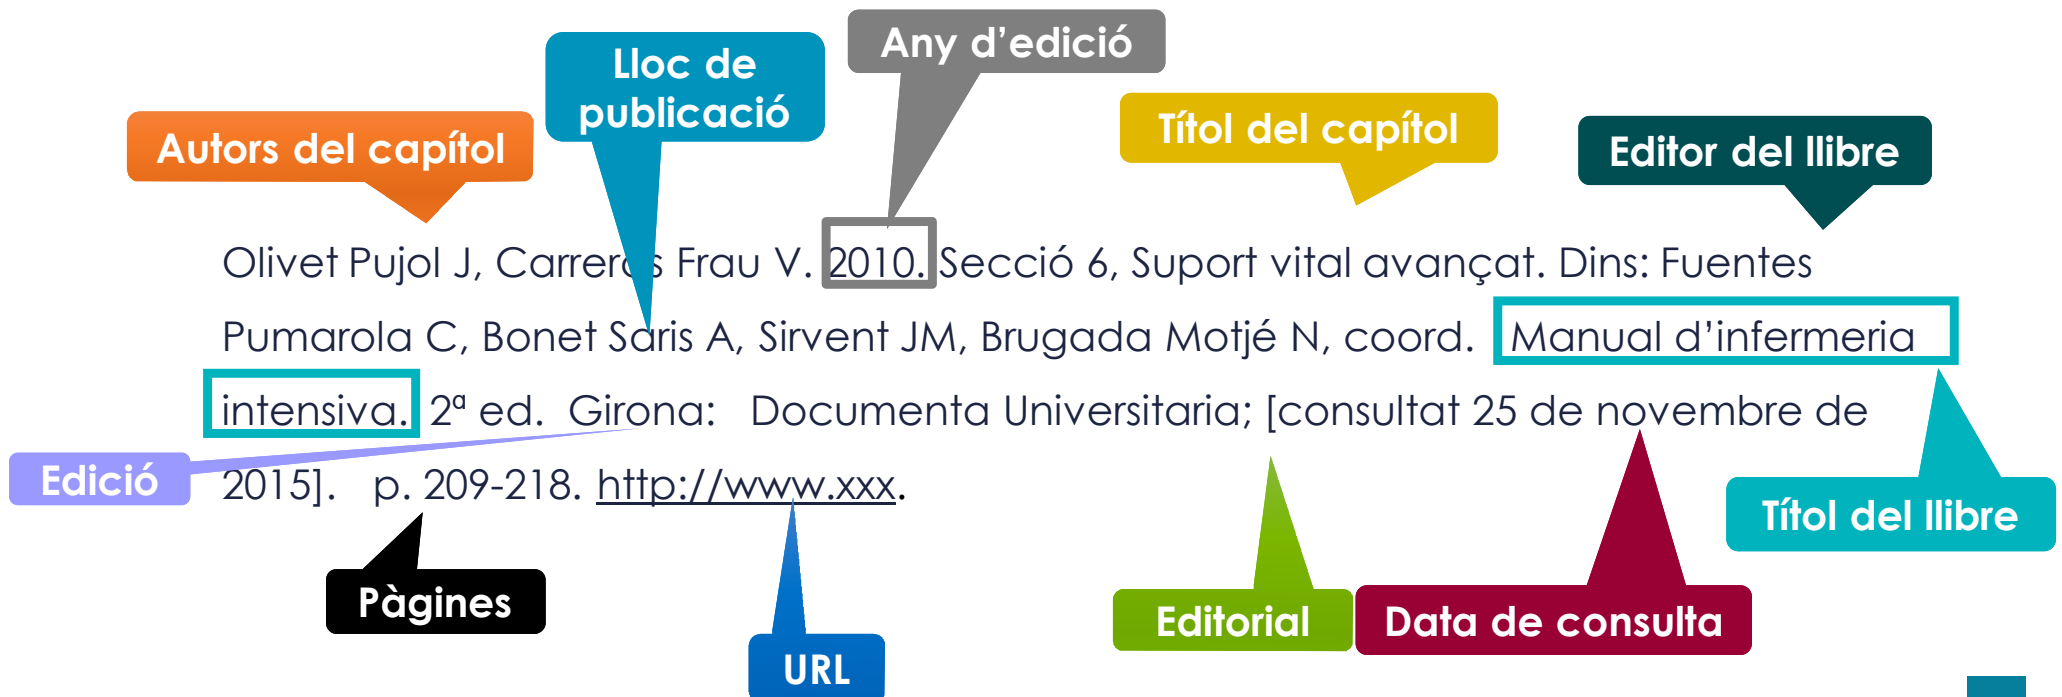 Any d’edició
Lloc de
publicació
Autors del capítol
Títol del capítol
Editor del llibre
Olivet Pujol J, Carreras Frau V. 2010. Secció 6, Suport vital avançat. Dins: Fuentes
Pumarola C, Bonet Saris A, Sirvent JM, Brugada Motjé N, coord. Manual d’infermeria
intensiva. 2ª ed. Girona: Documenta Universitaria; [consultat 25 de novembre de
Edició
2015]. p. 209-218. http://www.xxx.
Títol del llibre
Pàgines
Editorial
Data de consulta
URL